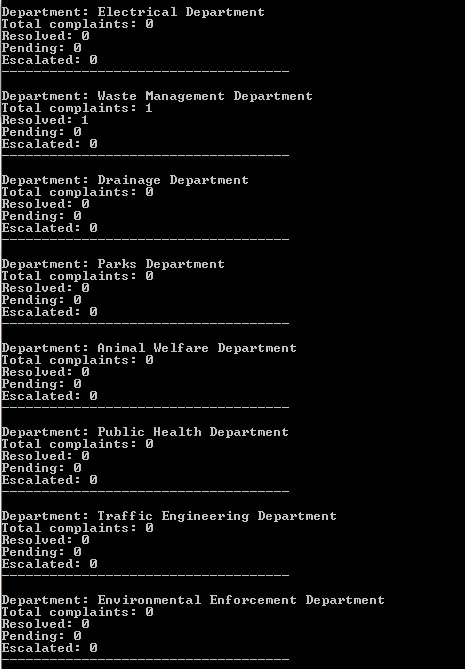 Department: Electrical Department
Total complaints: 0
Resolved: 0
Pending: 0
Escalated: 0
------------------------------------
Department: Waste Management Department
Total complaints: 1
Resolved: 1
Pending: 0
Escalated: 0
------------------------------------
Department: Drainage Department
Total complaints: 0
Resolved: 0
Pending: 0
Escalated: 0
------------------------------------
Department: Parks Department
Total complaints: 0
Resolved: 0
Pending: 0
Escalated: 0
------------------------------------
Department: Animal Welfare Department
Total complaints: 0
Resolved: 0
Pending: 0
Escalated: 0
------------------------------------
Department: Public Health Department
Total complaints: 0
Resolved: 0
Pending: 0
Escalated: 0
------------------------------------
Department: Traffic Engineering Department
Total complaints: 0
Resolved: 0
Pending: 0
Escalated: 0
------------------------------------
Department: Environmental Enforcement Department
Total complaints: 0
Resolved: 0
Pending: 0
Escalated: 0
------------------------------------